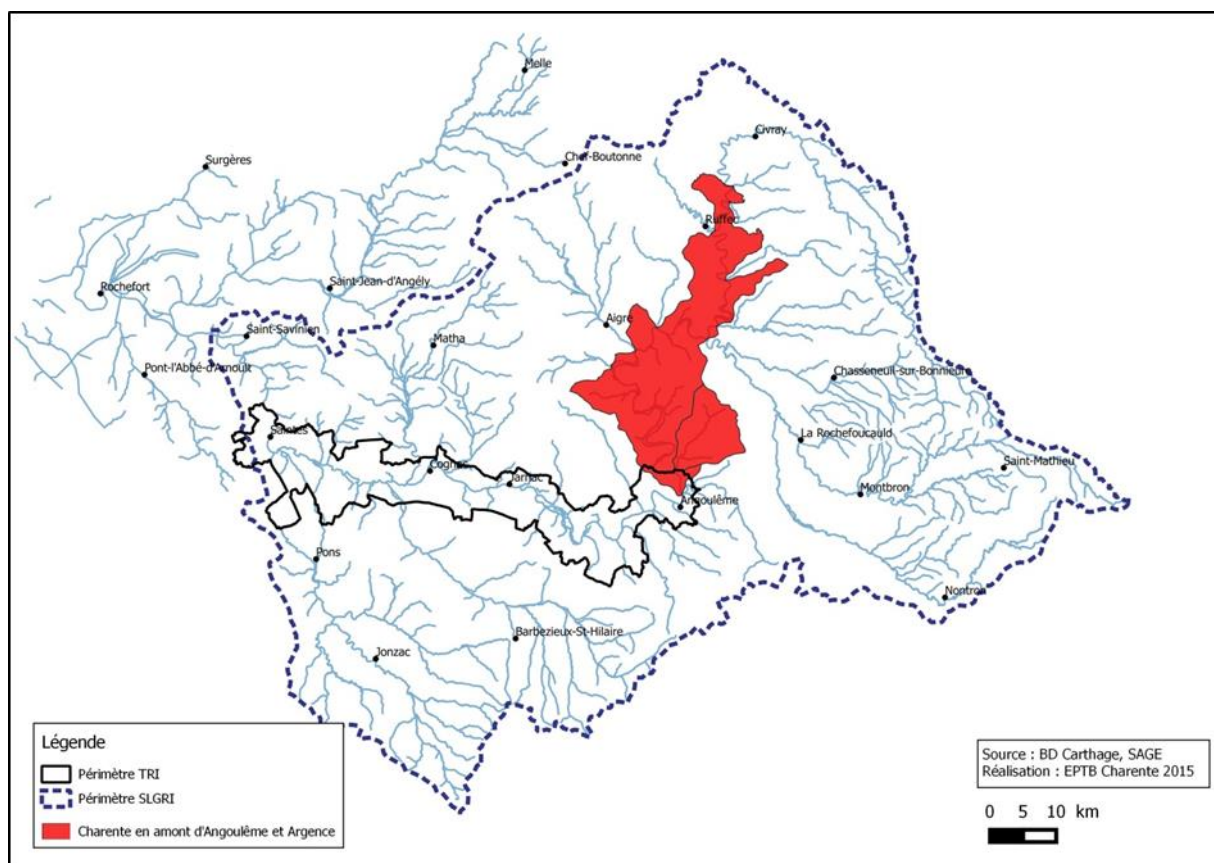 Melle
Civray
Chef-Boutonne
Surgères
Ruffec
Saint-Jean-d'Angély
Rochefort
Aigre
Saint-Savinien
Matha
Pont-l'Abbé-d'Arnoult
Chasseneuil-sur-Bonnieure
Saintes
La Rochefoucauld
Cognac
Saint-Mathieu
Jarnac
Montbron
Angoulême
Pons
Nontron
Barbezieux-St-Hilaire
Jonzac
Légende
Périmètre TRI
Périmètre SLGRI
Charente en amont d'Angoulême et Argence
Source : BD Carthage, SAGE
Réalisation : EPTB Charente 2015
0 5 10 km